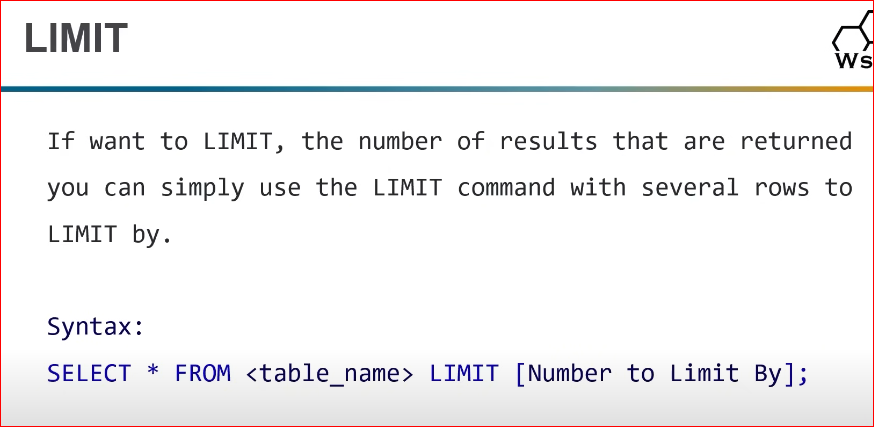 LIMIT
Ws
If want to LIMIT, the number of results that are returned
you can simply use the LIMIT command with several rows to
LIMIT by.
Syntax:
SELECT * FROM <table_name> LIMIT [Number to Limit By];